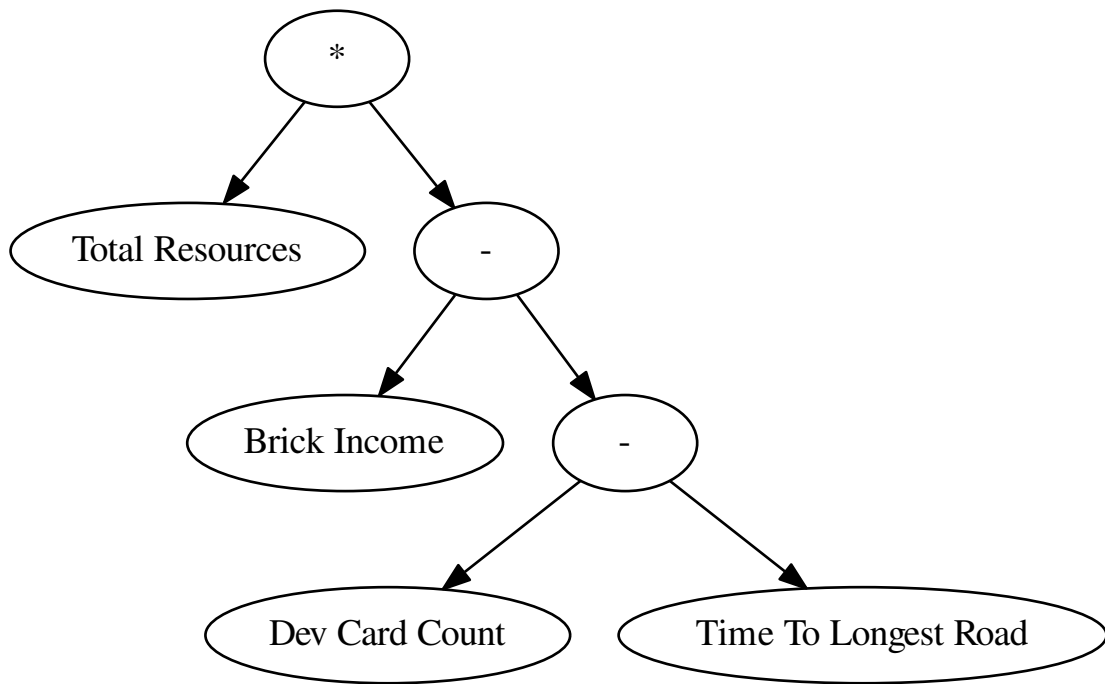 *
Total Resources
-
Brick Income
-
Dev Card Count
Time To Longest Road